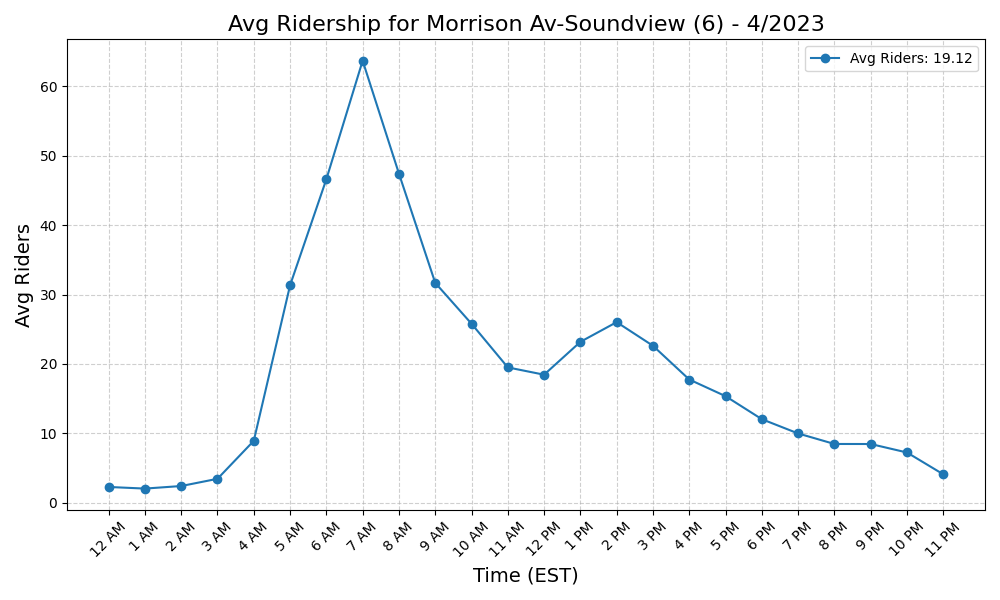 Avg Ridership for Morrison Av-Soundview (6) - 4/2023
Avg Riders: 19.12
Avg Riders
60
50
40
30
20
10
0
12 AM
1 AM
2 AM
3 AM
4 AM
5 AM
6 AM
7 AM
8 AM
9 AM
10 AM
11 AM
12 PM
1 PM
2 PM
3 PM
4 PM
5 PM
6 PM
7 PM
8 PM
9 PM
10 PM
11 PM
Time (EST)